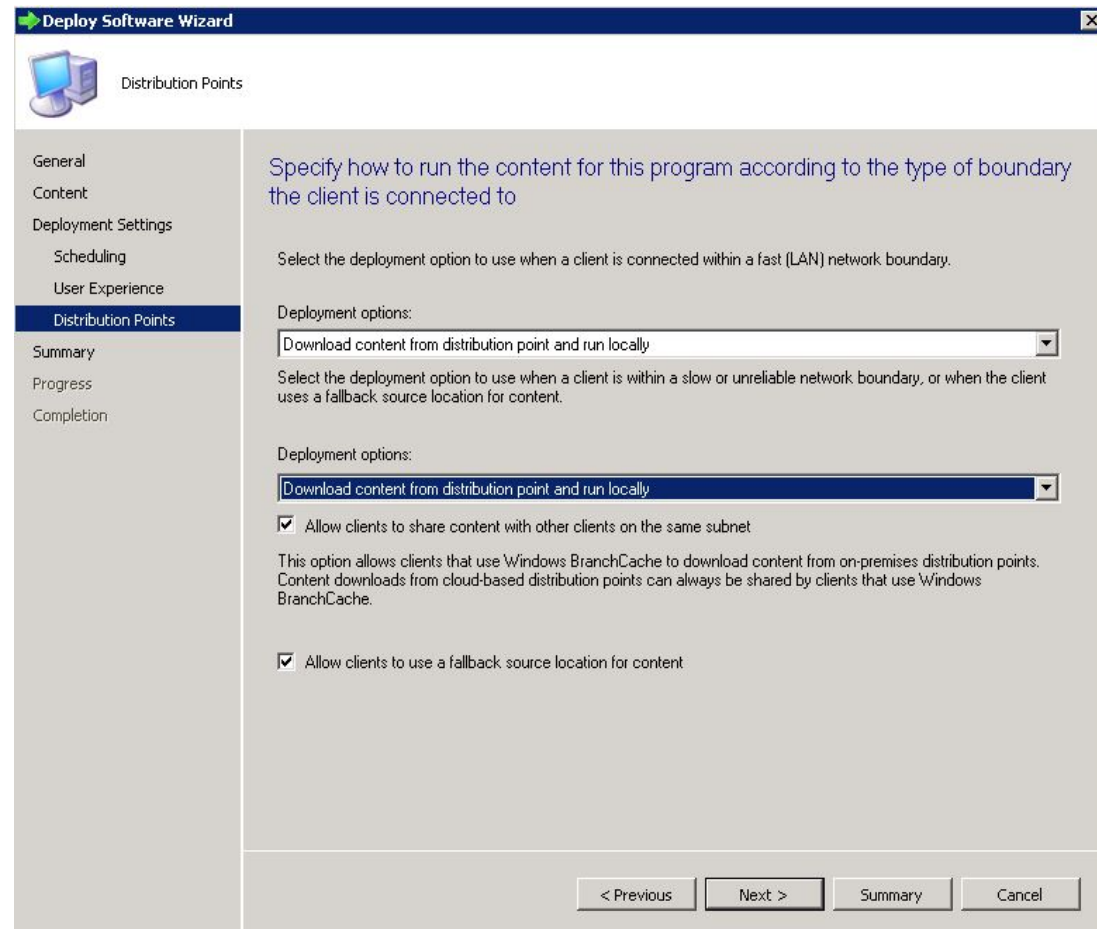 Deploy Software Wizard
Distribution Points
General
Content
Deployment Settings
Scheduling
User Experience
Distribution Points
Summary
Progress
Completion
Specify how to run the content for this program according to the type of boundary
the client is connected to
Select the deployment option to use when a client is connected within a fast (LAN) network boundary.
Deployment options:
Download content from distribution point and run locally
Select the deployment option to use when a client is within a slow or unreliable network boundary, or when the client
uses a fallback source location for content.
Deployment options:
Download content from distribution point and run locally
Allow clients to share content with other clients on the same subnet
This option allows clients that use Windows BranchCache to download content from on-premises distribution points.
Content downloads from cloud-based distribution points can always be shared by clients that use Windows
BranchCache.
Allow clients to use a fallback source location for content
< Previous
Next >
Summary
Cancel